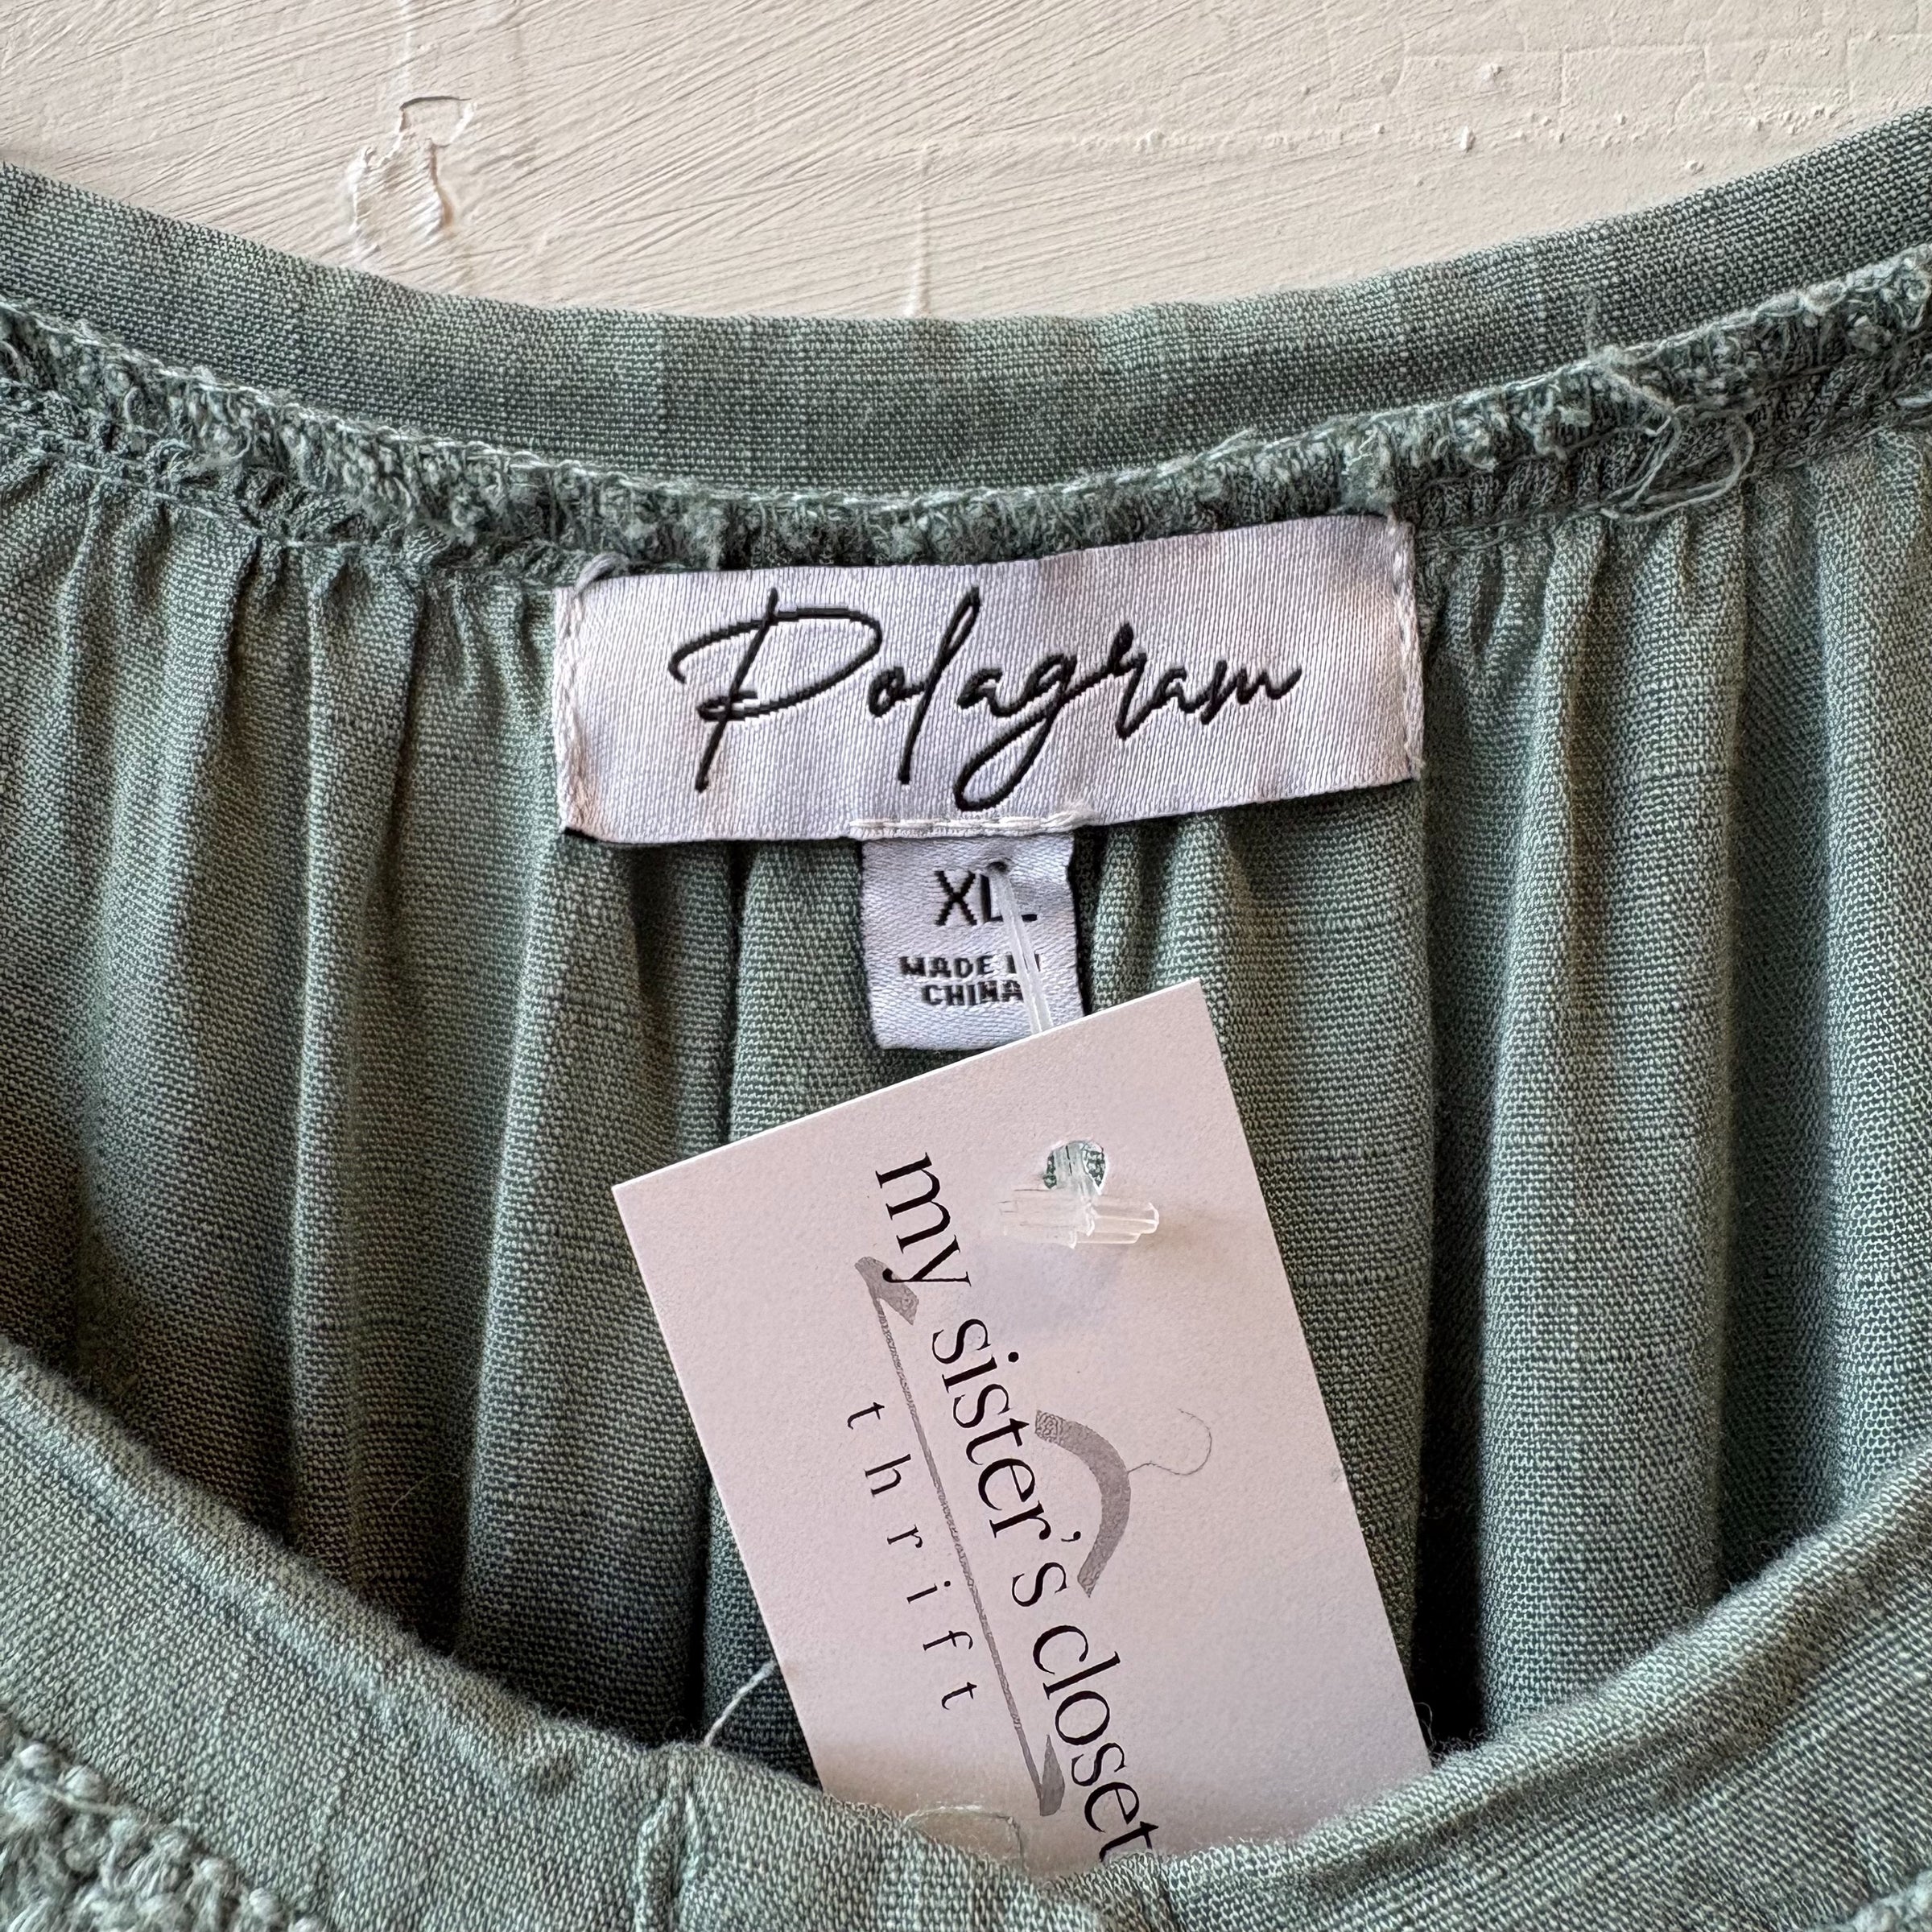 Polagram
XL
MADE IN
CHINA
my sister's closet
thrift